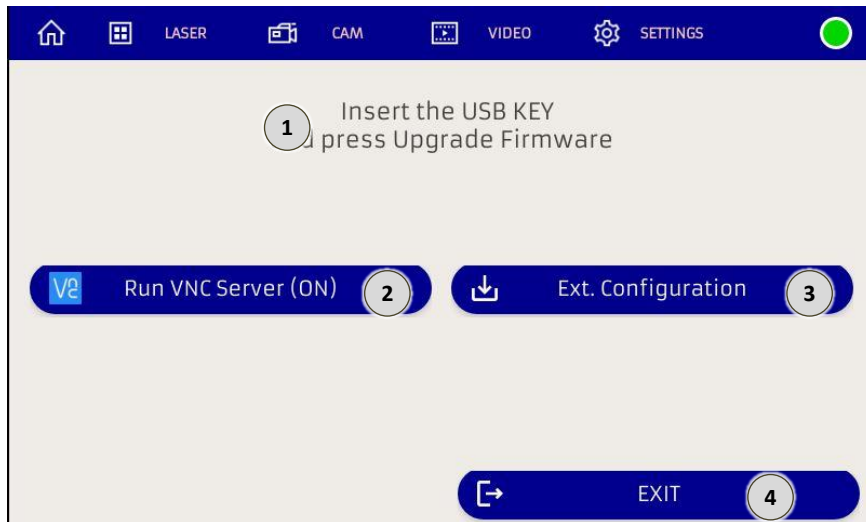 LASER
CAM
VIDEO
SETTINGS
Insert the USB KEY
1
press Upgrade Firmware
Run VNC Server (ON)
2
Ext. Configuration
3
EXIT
4